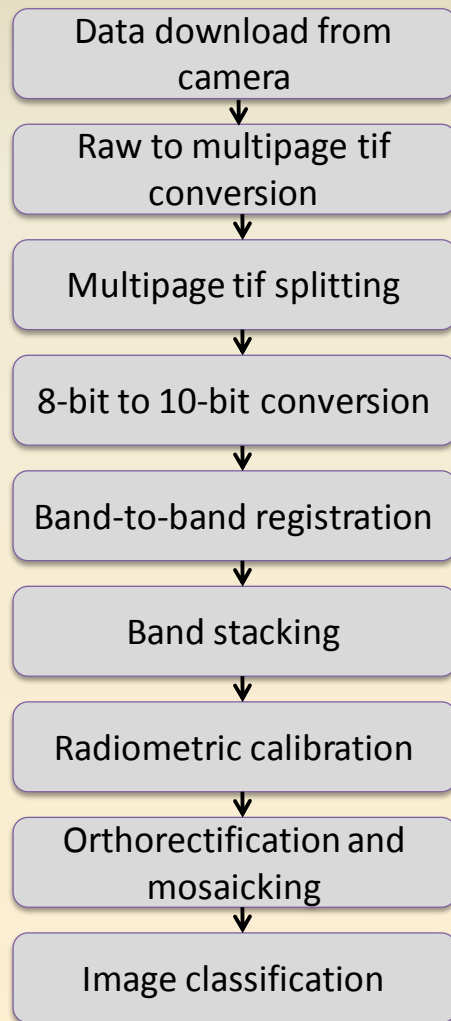 Data download from
camera
Raw to multipage tif
conversion
Multipage tif splitting
8-bit to 10-bit conversion
Band-to-band registration
Band stacking
Radiometric calibration
Orthorectification and
mosaicking
Image classification